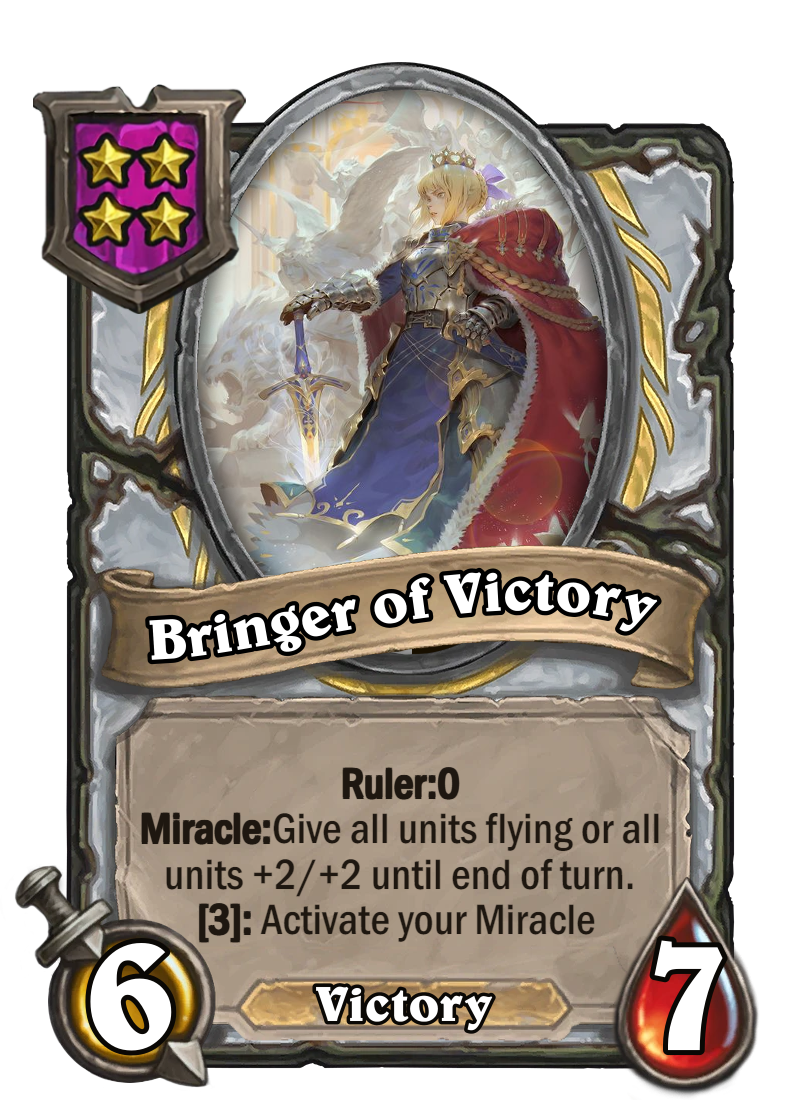 Bringer of Victory
Ruler:0
Miracle:Give all units flying or all
units +2/+2 until end of turn.
[3]: Activate your Miracle
6
Victory
7